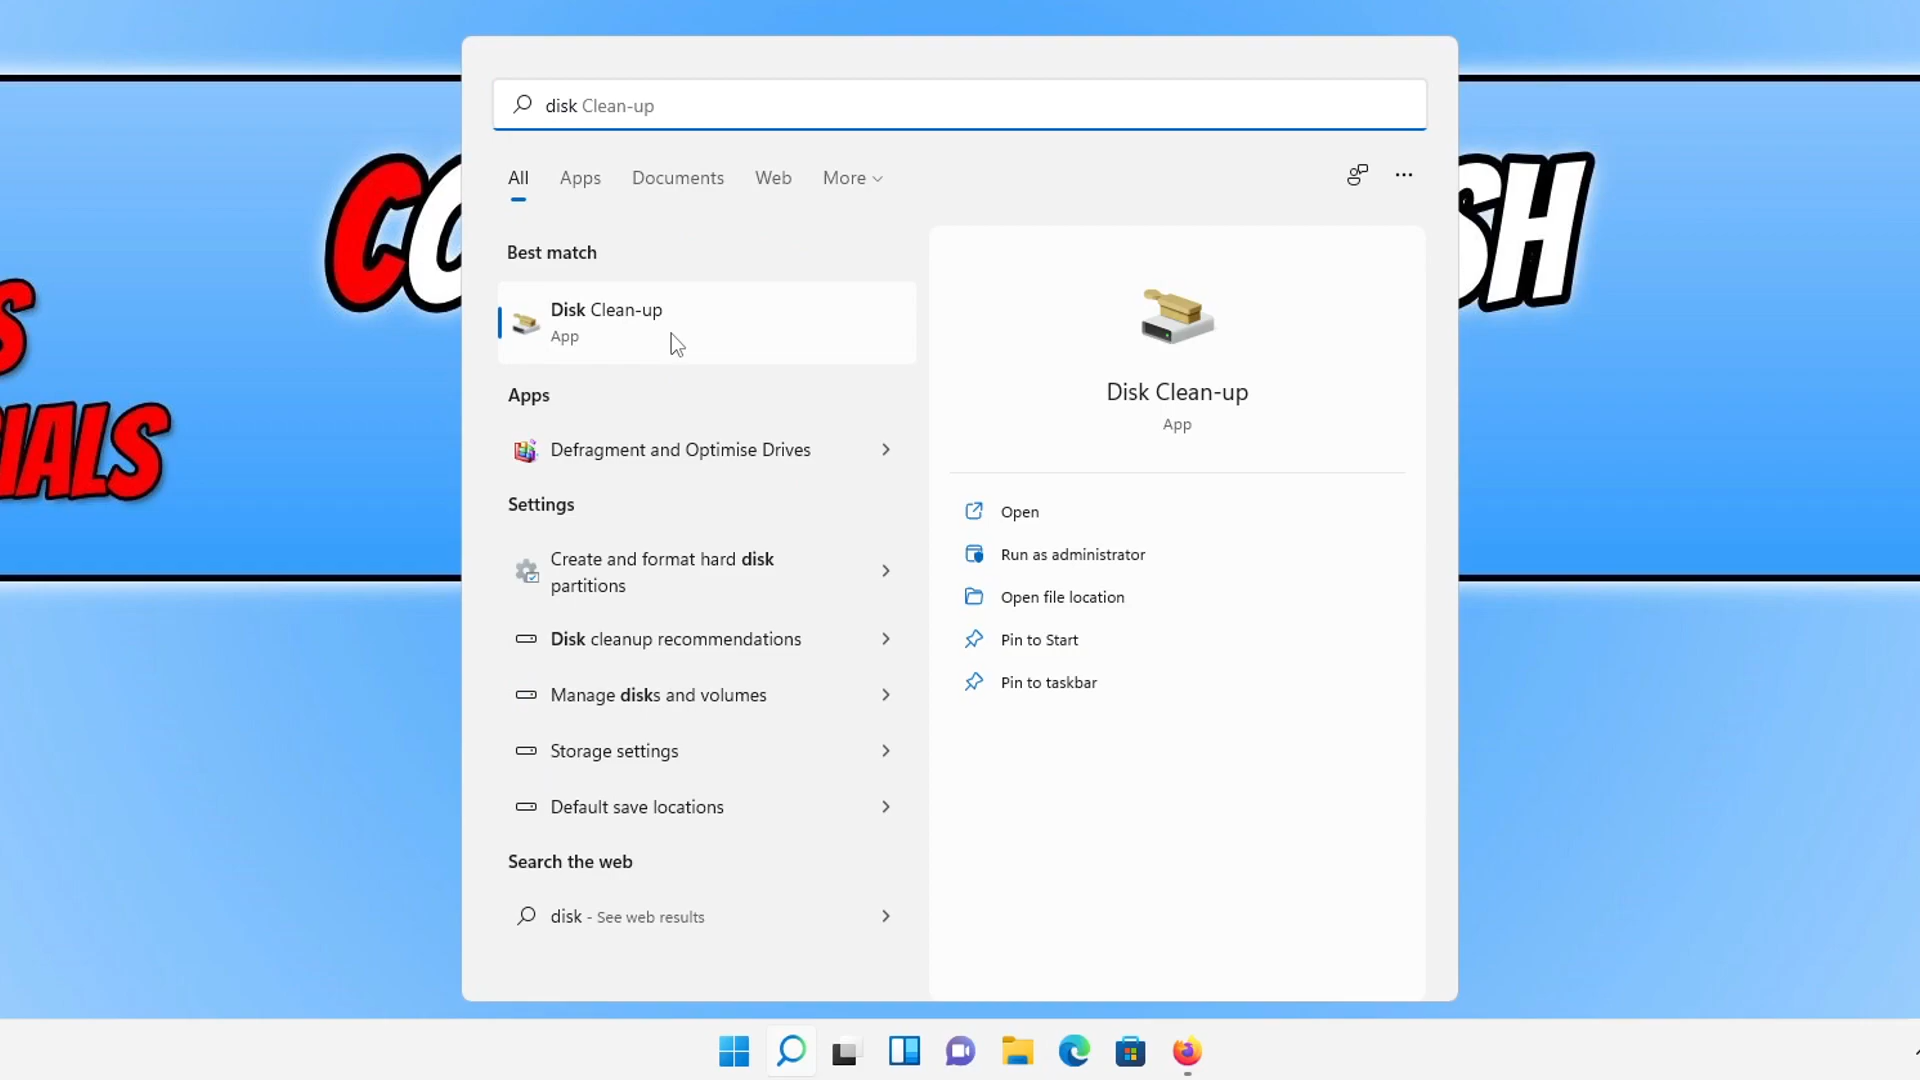 disk Clean-up
All Apps Documents Web More
Best match
Disk Clean-up
App
Apps
Defragment and Optimise Drives
Settings
Create and format hard disk
partitions
Disk cleanup recommendations
Manage disks and volumes
Storage settings
Default save locations
Search the web
disk - See web results
Disk Clean-up
App
Open
Run as administrator
Open file location
Pin to Start
Pin to taskbar